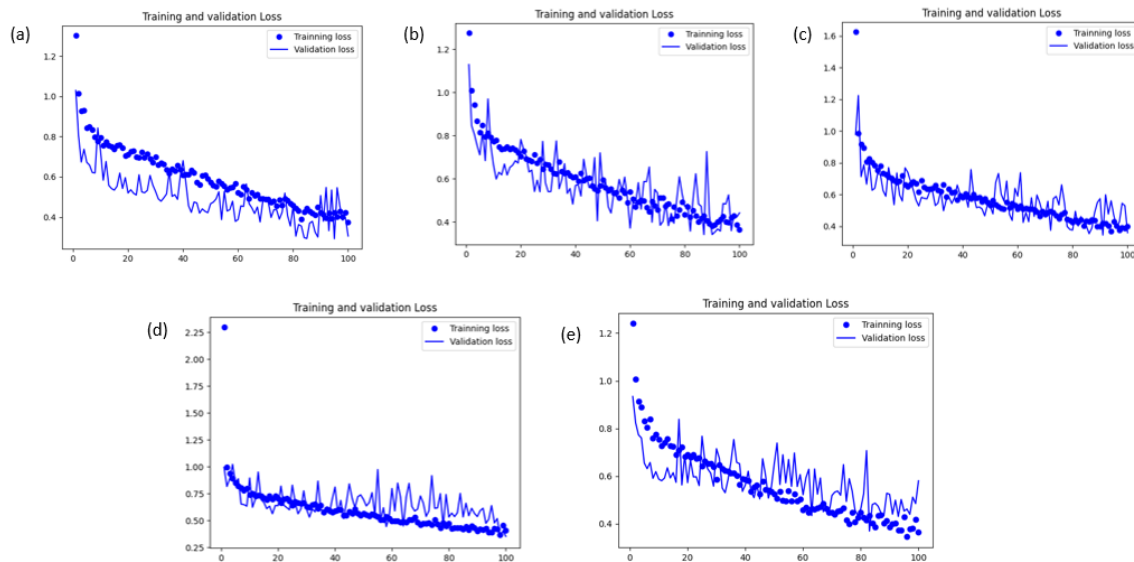 (a)
Training and validation Loss
Trainning loss
Validation loss
1.2
1.0
0.8
0.6
0.4
0 20 40 60 80 100
(b)
Training and validation Loss
Trainning loss
Validation loss
1.2
1.0
0.8
0.6
0.4
0 20 40 60 80 100
(c)
Training and validation Loss
Trainning loss
Validation loss
1.6
1.4
1.2
1.0
0.8
0.6
0.4
0 20 40 60 80 100
(d)
Training and validation Loss
Trainning loss
Validation loss
2.25
2.00
1.75
1.50
1.25
1.00
0.75
0.50
0.25
0 20 40 60 80 100
(e)
Training and validation Loss
Trainning loss
Validation loss
1.2
1.0
0.8
0.6
0.4
0 20 40 60 80 100